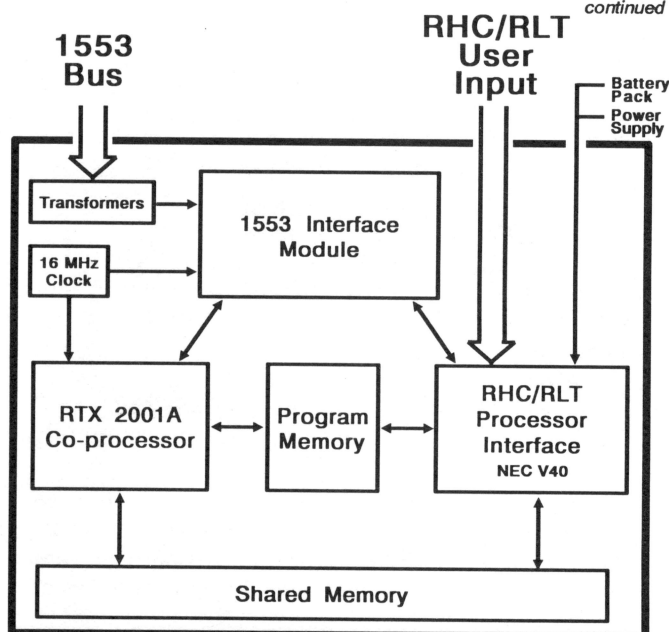 continued
1553
Bus
RHC/RLT
User
Input
Battery
Pack
Power
Supply
Transformers
1553 Interface
Module
16 MHz
Clock
RTX 2001A
Co-processor
Program
Memory
RHC/RLT
Processor
Interface
NEC V40
Shared Memory